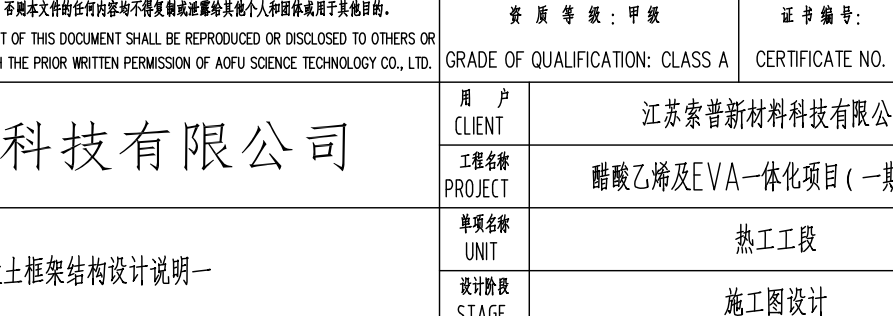 否则本文件的任何内容均不得复制或泄露给其他个人和团体或用于其他目的。
T OF THIS DOCUMENT SHALL BE REPRODUCED OR DISCLOSED TO OTHERS OR
THE PRIOR WRITTEN PERMISSION OF AOFU SCIENCE TECHNOLOGY CO., LTD.
资 质 等 级 : 甲 级
GRADE OF QUALIFICATION: CLASS A
证 书 编 号:
CERTIFICATE NO.
科技有限公司
用 户
CLIENT
江苏索普新材料科技有限公
工程名称
PROJECT
醋酸乙烯及EVA一体化项目(一期
土框架结构设计说明一
单项名称
UNIT
热工工段
设计阶段
STAGE
施工图设计